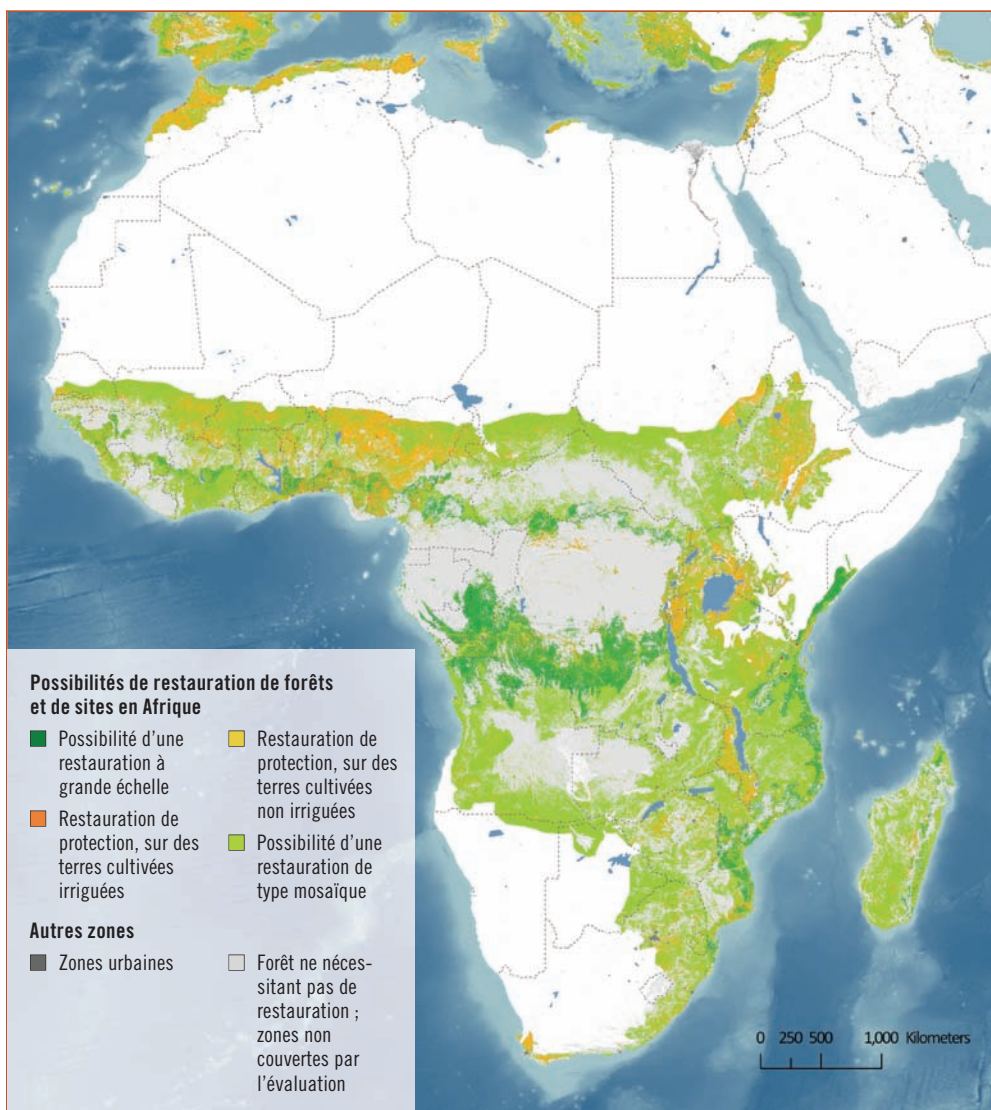 Possibilités de restauration de forêts
et de sites en Afrique
Possibilité d'une
restauration à
grande échelle
Restauration de
protection, sur des
terres cultivées
irriguées
Restauration de
protection, sur des
terres cultivées
non irriguées
Possibilité d'une
restauration de
type mosaïque
Autres zones
Zones urbaines
Forêt ne néces-
sitant pas de
restauration ;
zones non
couvertes par
l'évaluation
0 250 500 1,000 Kilometers